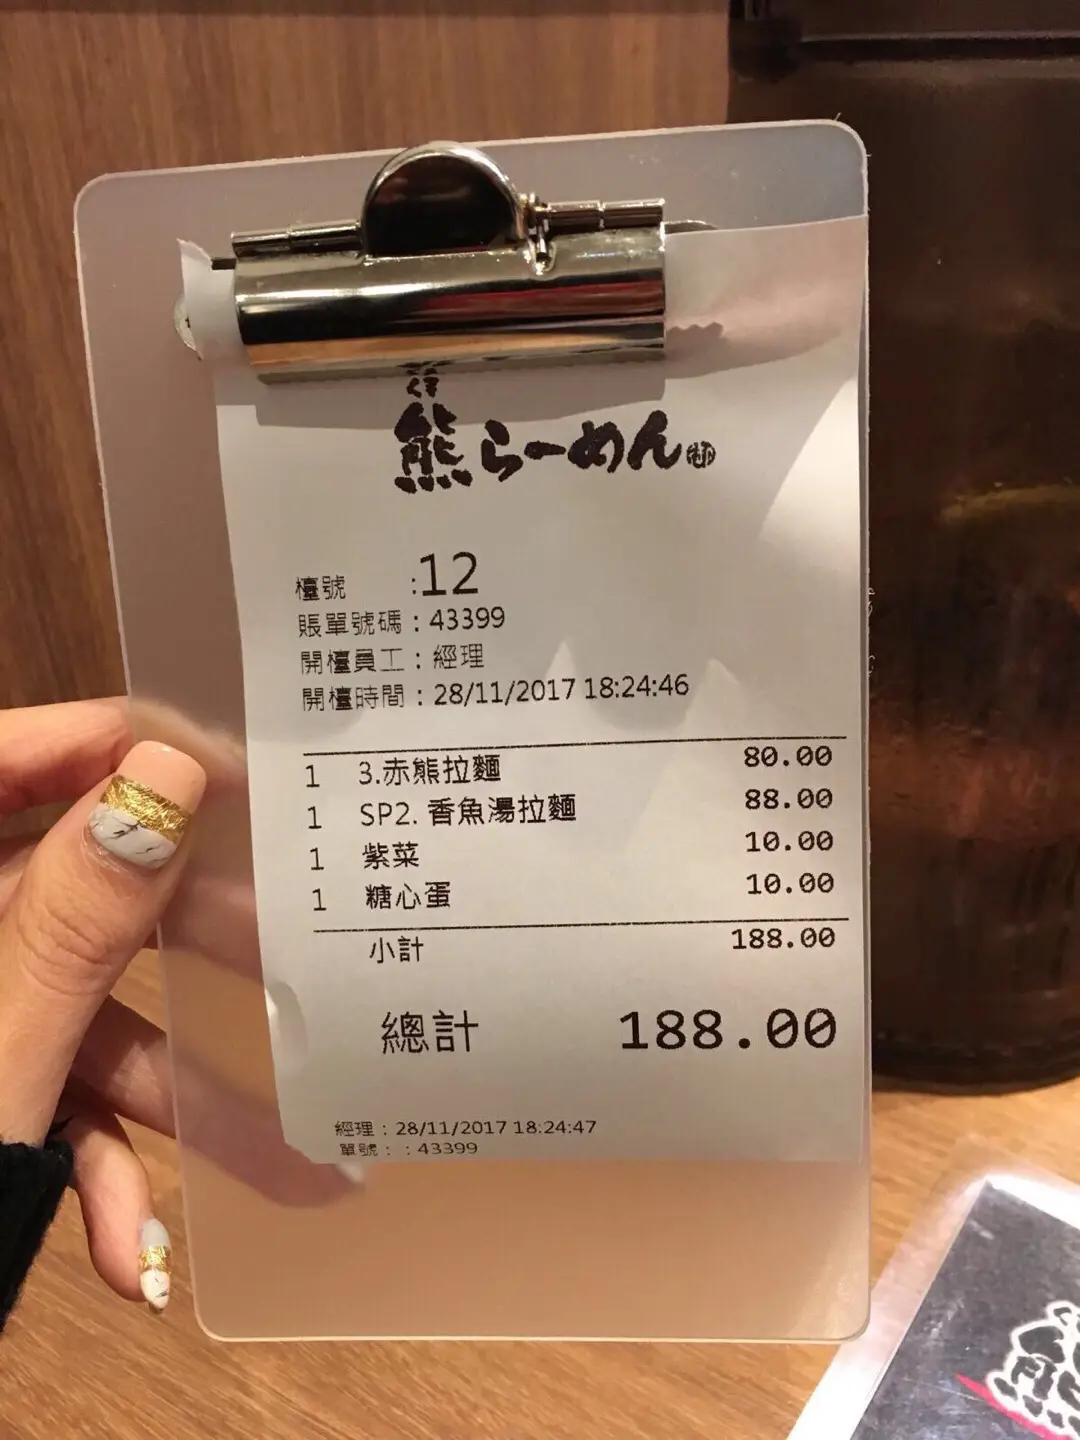 くま
熊らーめん
檯號 :12
賬單號碼 : 43399
開檯員工 : 經理
開檯時間 : 28/11/2017 18:24:46
1 3.赤熊拉麵 80.00
1 SP2. 香魚湯拉麵 88.00
1 紫菜 10.00
1 糖心蛋 10.00
小計 188.00
總計 188.00
經理 : 28/11/2017 18:24:47
單號 : : 43399
熊